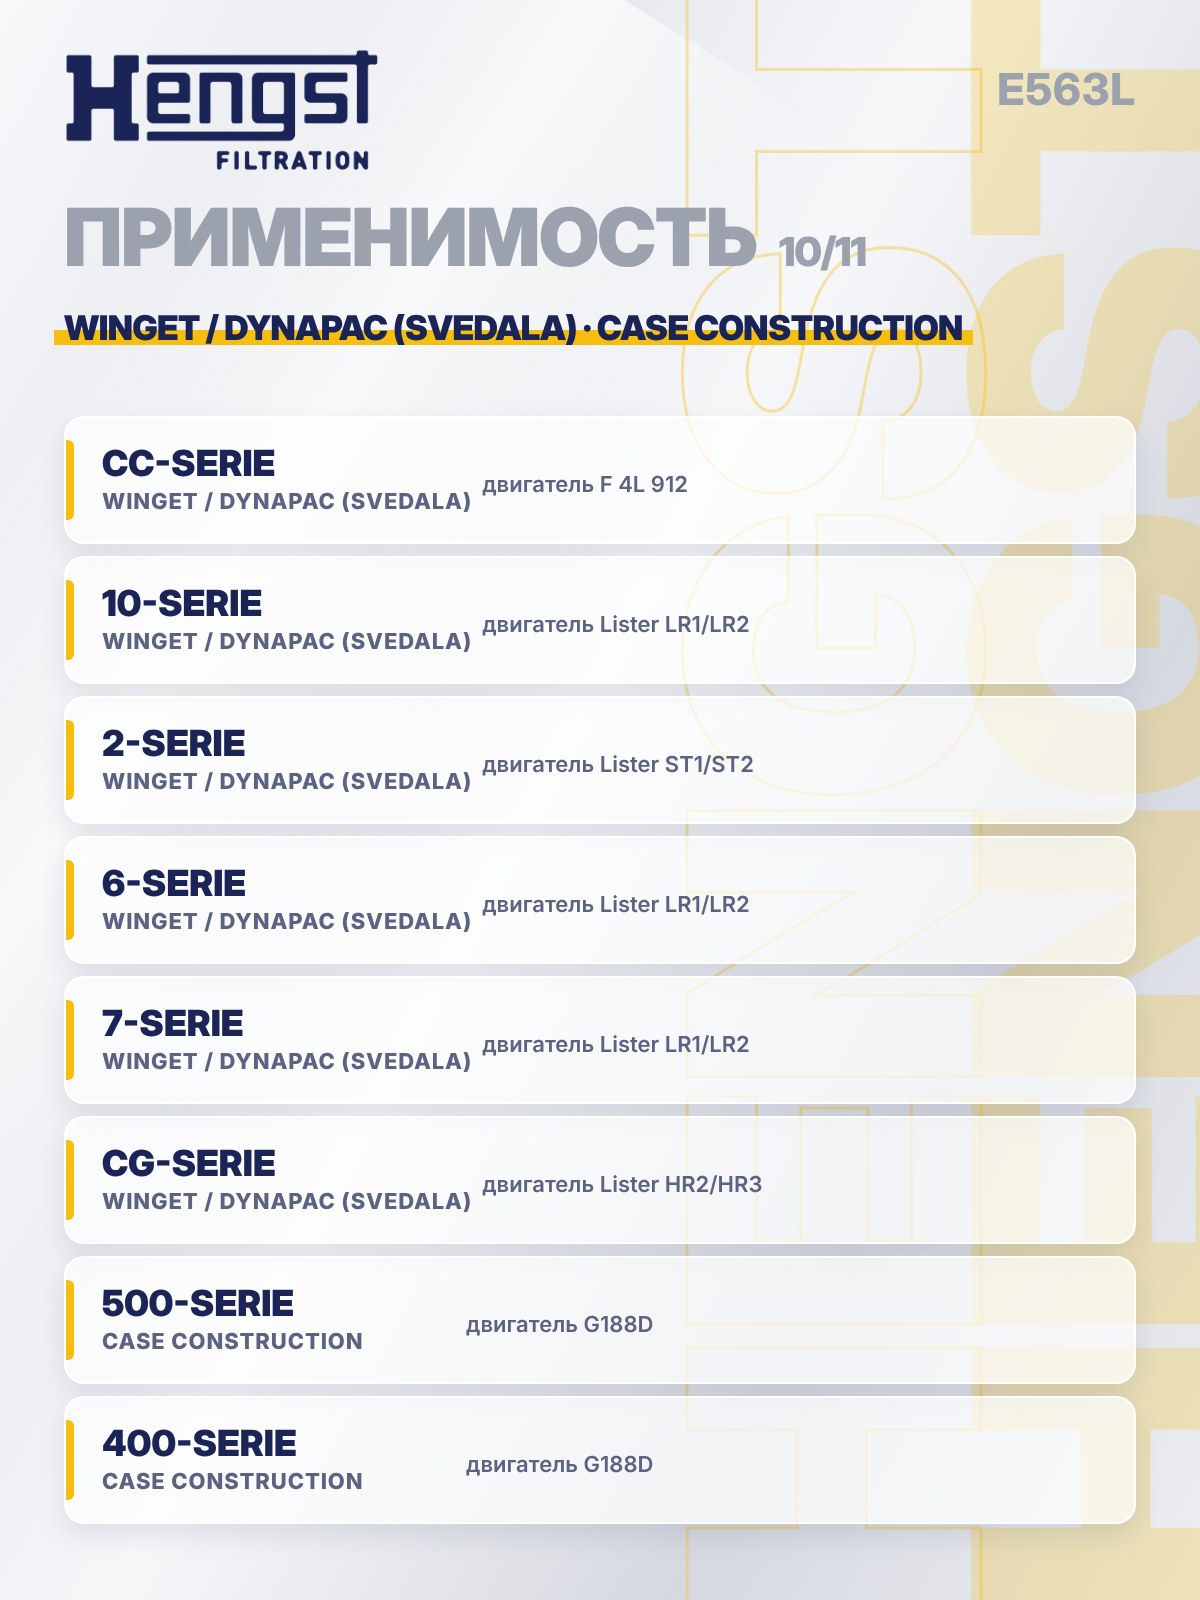 Hengst
FILTRATION
E563L
ПРИМЕНИМОСТЬ 10/11
WINGET / DYNAPAC (SVEDALA) · CASE CONSTRUCTION
CC-SERIE
WINGET / DYNAPAC (SVEDALA)
двигатель F 4L 912
10-SERIE
WINGET / DYNAPAC (SVEDALA)
двигатель Lister LR1/LR2
2-SERIE
WINGET / DYNAPAC (SVEDALA)
двигатель Lister ST1/ST2
6-SERIE
WINGET / DYNAPAC (SVEDALA)
двигатель Lister LR1/LR2
7-SERIE
WINGET / DYNAPAC (SVEDALA)
двигатель Lister LR1/LR2
CG-SERIE
WINGET / DYNAPAC (SVEDALA)
двигатель Lister HR2/HR3
500-SERIE
CASE CONSTRUCTION
двигатель G188D
400-SERIE
CASE CONSTRUCTION
двигатель G188D
HENGST
HENGST